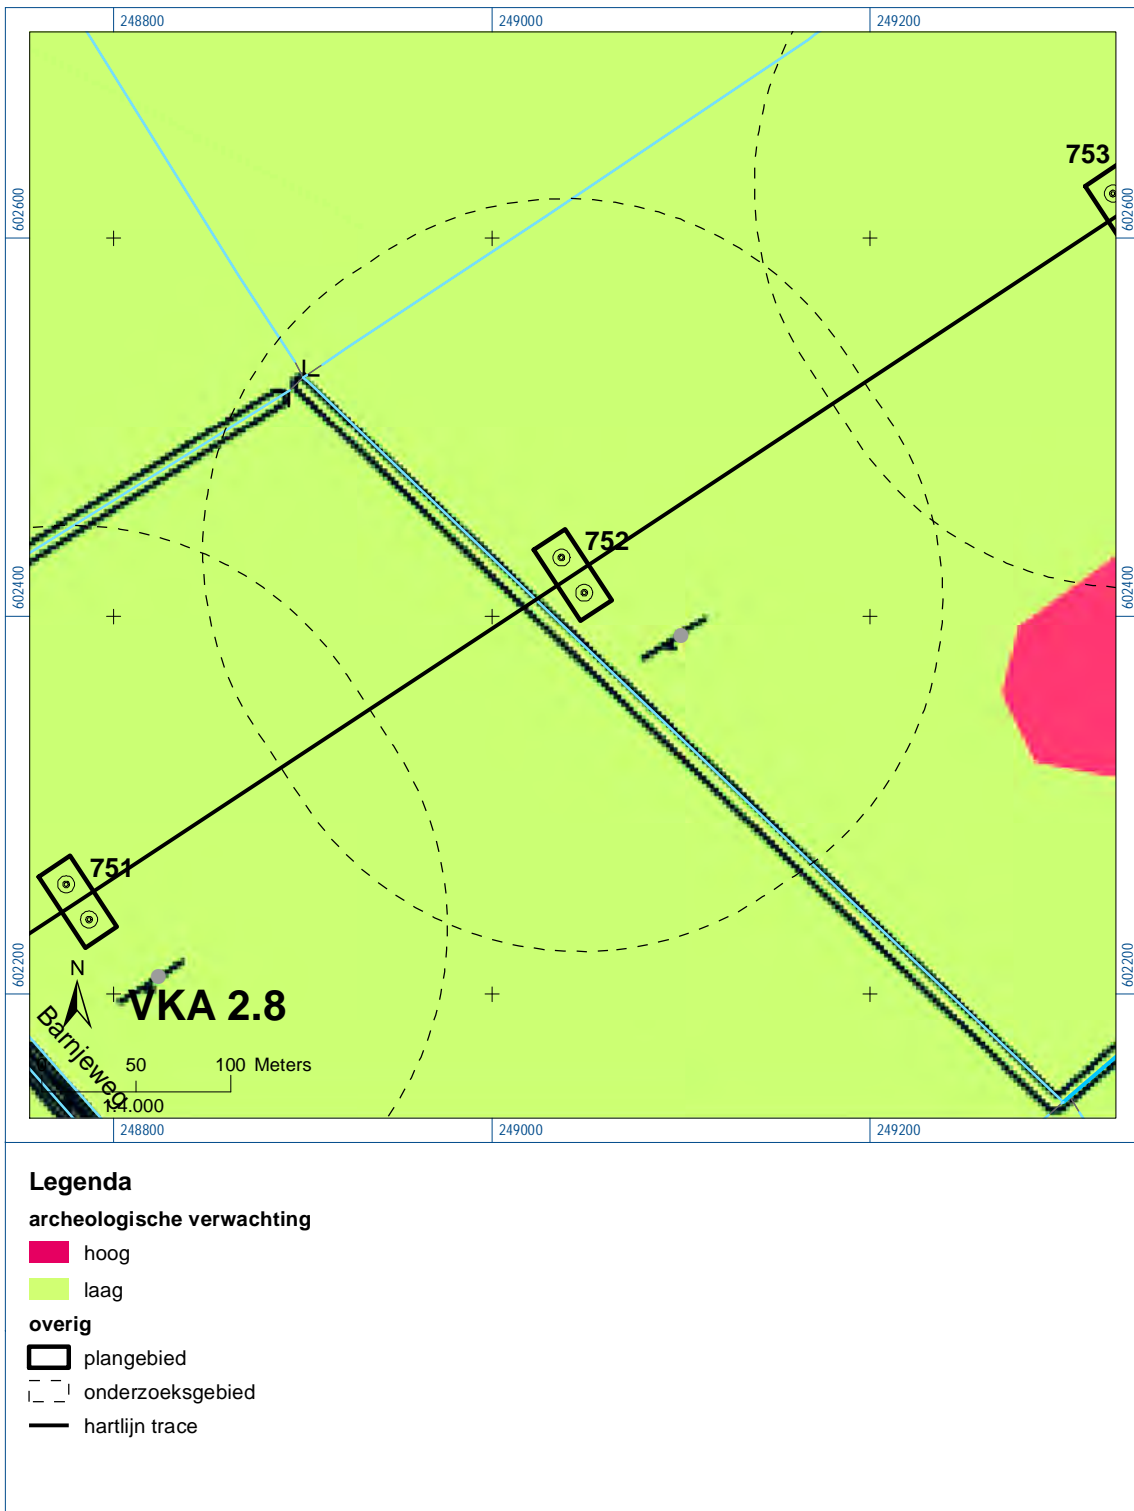 248800
249000
249200
753
602600
602600
752
602400
602400
751
602200
602200
N
VKA 2.8
Barnjeweg
50
100 Meters
1:4.000
248800
249000
249200
Legenda
archeologische verwachting
hoog
laag
overig
plangebied
onderzoeksgebied
hartlijn trace